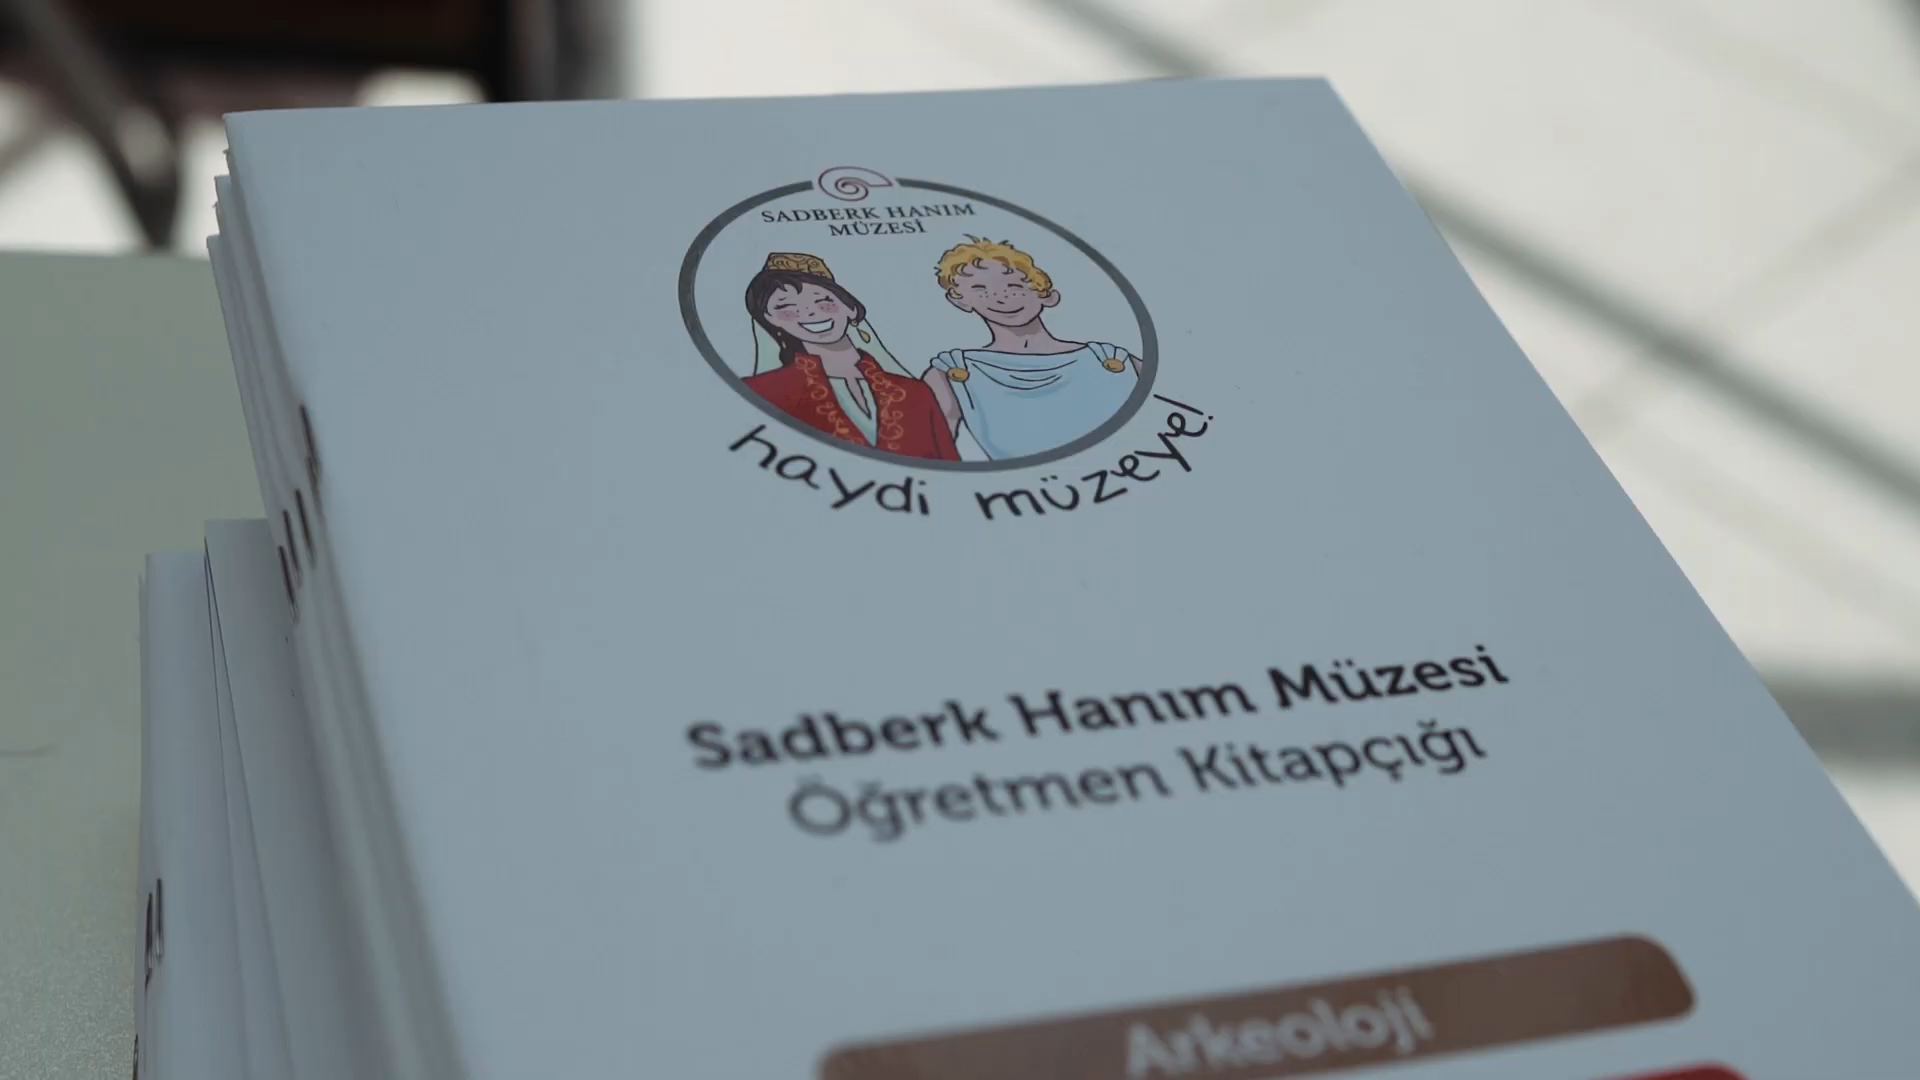 SADBERK HANIM
MÜZESİ
haydi müzeye!
Sadberk Hanım Müzesi
Öğretmen Kitapçığı
Arkeoloji